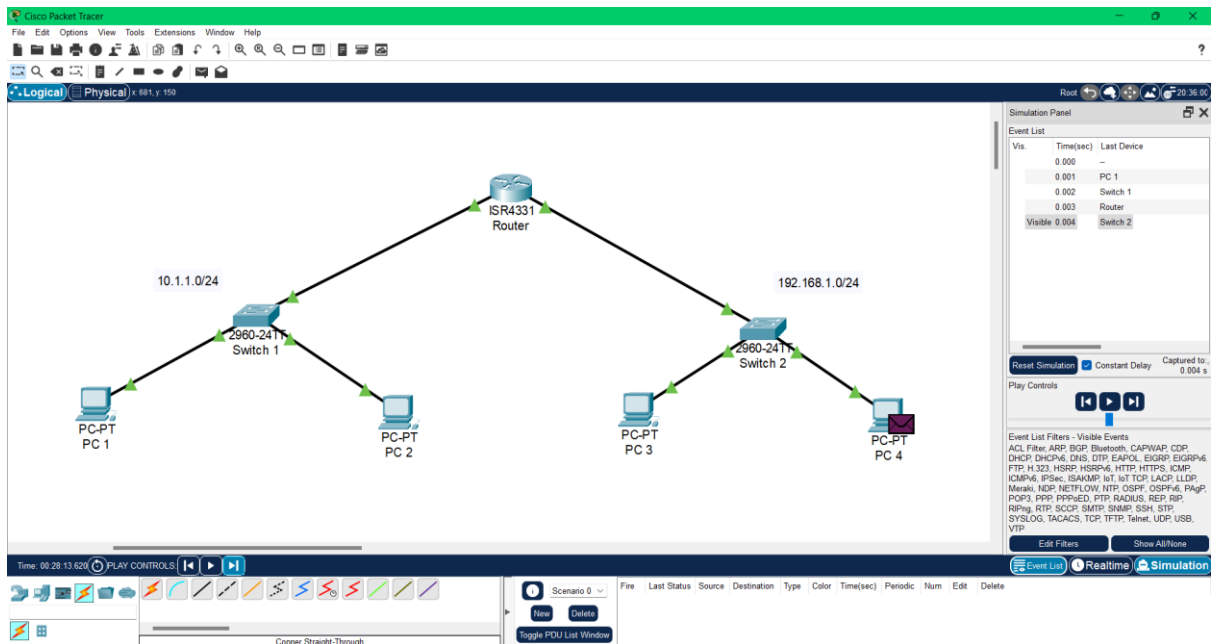 Cisco Packet Tracer
File Edit Options View Tools Extensions Window Help
?
Logical Physical x: 681, y: 150
Root 20:36:00
Simulation Panel
Event List
Vis. Time(sec) Last Device
0.000 --
0.001 PC 1
0.002 Switch 1
0.003 Router
Visible 0.004 Switch 2
ISR4331
Router
10.1.1.0/24
192.168.1.0/24
2960-24TT
Switch 1
2960-24TT
Switch 2
PC-PT
PC 1
PC-PT
PC 2
PC-PT
PC 3
PC-PT
PC 4
Reset Simulation Constant Delay Captured to:
0.004 s
Play Controls
Event List Filters - Visible Events
ACL Filter, ARP, BGP, Bluetooth, CAPWAP, CDP,
DHCP, DHCPv6, DNS, DTP, EAPOL, EIGRP, EIGRPv6,
FTP, H.323, HSRP, HSRPv6, HTTP, HTTPS, ICMP,
ICMPv6, IPSec, ISAKMP, IoT, IoT TCP, LACP, LLDP,
Meraki, NDP, NETFLOW, NTP, OSPF, OSPFv6, PAgP,
POP3, PPP, PPPoED, PTP, RADIUS, REP, RIP,
RIPng, RTP, SCCP, SMTP, SNMP, SSH, STP,
SYSLOG, TACACS, TCP, TFTP, Telnet, UDP, USB,
VTP
Edit Filters Show All/None
Time: 00:28:13.620 PLAY CONTROLS:
Event List Realtime Simulation
Scenario 0
New Delete
Toggle PDU List Window
Fire Last Status Source Destination Type Color Time(sec) Periodic Num Edit Delete
Copper Straight-Through